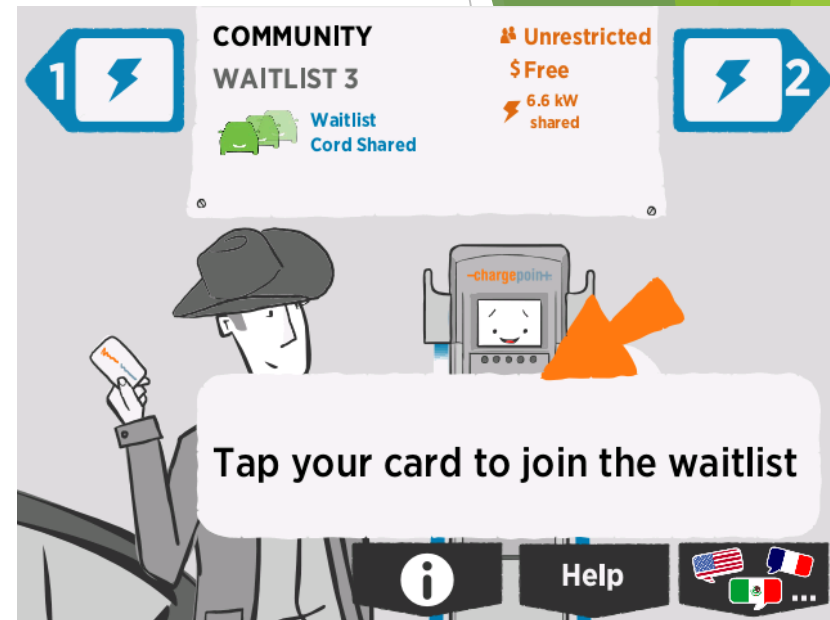 1
COMMUNITY
WAITLIST 3
Waitlist
Cord Shared
Unrestricted
$ Free
6.6 kW
shared
2
-chargepoin+-
Tap your card to join the waitlist
i
Help
...